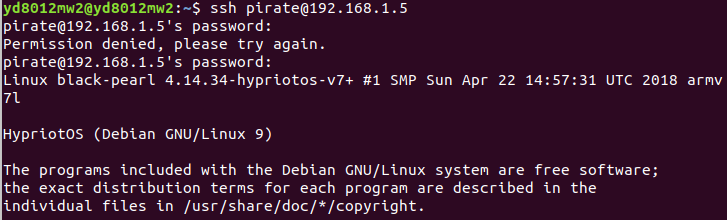 yd8012mw2@yd8012mw2:~$ ssh pirate@192.168.1.5
pirate@192.168.1.5's password:
Permission denied, please try again.
pirate@192.168.1.5's password:
Linux black-pearl 4.14.34-hypriotos-v7+ #1 SMP Sun Apr 22 14:57:31 UTC 2018 armv
7l
HypriotOS (Debian GNU/Linux 9)
The programs included with the Debian GNU/Linux system are free software;
the exact distribution terms for each program are described in the
individual files in /usr/share/doc/*/copyright.